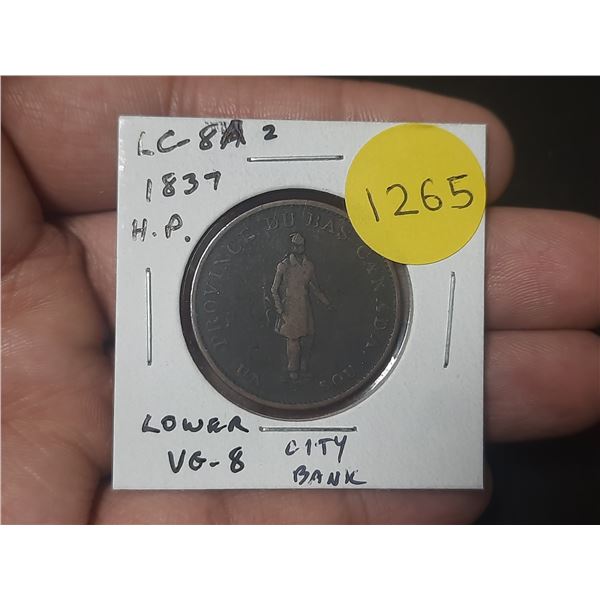 LC-8A2
1837
H.P.
1265
PROVINCE DU BAS CANADA
UN SOU
LOWER
VG-8
CITY
BANK